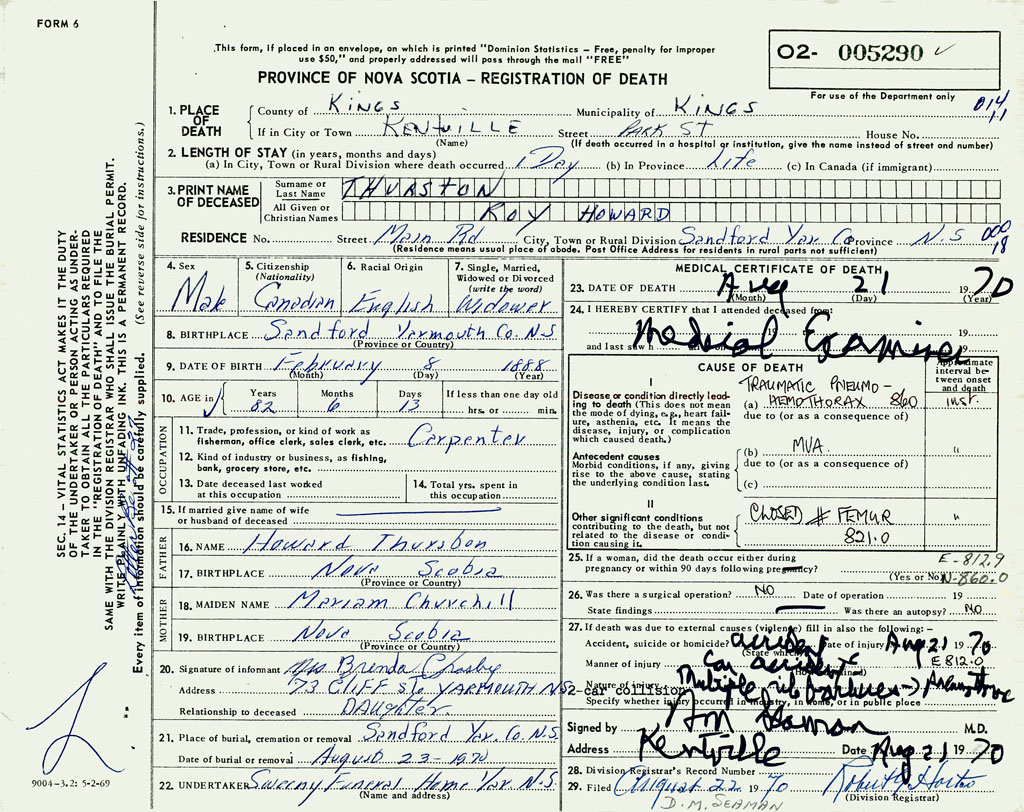 FORM 6
This form, if placed in an envelope, on which is printed "Dominion Statistics – Free, penalty for improper
use $50," and properly addressed will pass through the mail "FREE"
PROVINCE OF NOVA SCOTIA – REGISTRATION OF DEATH
02- 005290
For use of the Department only
1. PLACE OF DEATH
County of Kings Municipality of Kings
If in City or Town Kentville Street Park St House No.
(Name) (If death occurred in a hospital or institution, give the name instead of street and number)
2. LENGTH OF STAY (in years, months and days)
(a) In City, Town or Rural Division where death occurred 1 Day (b) In Province Life (c) In Canada (if immigrant)
3. PRINT NAME OF DECEASED
Surname or Last Name THURSTON
All Given or Christian Names ROY HOWARD
RESIDENCE No. Street Main Rd City, Town or Rural Division Sandford Yar. Co Province N.S
(Residence means usual place of abode. Post Office Address for residents in rural parts not sufficient)
4. Sex Male
5. Citizenship (Nationality) Canadian
6. Racial Origin English
7. Single, Married, Widowed or Divorced (write the word) Widower
8. BIRTHPLACE Sandford Yarmouth Co. N.S
(Province or Country)
9. DATE OF BIRTH February 8 1888
(Month) (Day) (Year)
10. AGE in Years 82 Months 6 Days 13 If less than one day old hrs. or min.
OCCUPATION
11. Trade, profession, or kind of work as fisherman, office clerk, sales clerk, etc. Carpenter
12. Kind of industry or business, as fishing, bank, grocery store, etc.
13. Date deceased last worked at this occupation
14. Total yrs. spent in this occupation
15. If married give name of wife or husband of deceased
FATHER
16. NAME Howard Thurston
17. BIRTHPLACE Nova Scotia
(Province or Country)
MOTHER
18. MAIDEN NAME Mariam Churchill
19. BIRTHPLACE Nova Scotia
(Province or Country)
20. Signature of informant Mrs Brenda Crosby
Address 73 Cliff St. Yarmouth NS
Relationship to deceased Daughter
21. Place of burial, cremation or removal Sandford Yar. Co. N.S
Date of burial or removal August 23-1970
22. UNDERTAKER Sweeny Funeral Home Yar N.S.
(Name and address)
MEDICAL CERTIFICATE OF DEATH
23. DATE OF DEATH Aug 21 1970
(Month) (Day) (Year)
24. I HEREBY CERTIFY that I attended deceased from:
19
Medical Examiner
and last saw h 19
CAUSE OF DEATH
Approximate interval between onset and death
I
Disease or condition directly leading to death (This does not mean the mode of dying, e.g., heart failure, asthenia, etc. It means the disease, injury, or complication which caused death.)
TRAUMATIC PNEUMO-
(a) HEMOTHORAX 860 inst.
due to (or as a consequence of)
Antecedent causes
Morbid conditions, if any, giving rise to the above cause, stating the underlying condition last.
(b) MVA. "
due to (or as a consequence of)
(c)
II
Other significant conditions contributing to the death, but not related to the disease or condition causing it.
CLOSED # FEMUR "
821.0
25. If a woman, did the death occur either during pregnancy or within 90 days following pregnancy? (Yes or No)
E-812.9
N-860.0
26. Was there a surgical operation? NO Date of operation 19
State findings Was there an autopsy? NO
27. If death was due to external causes (violence) fill in also the following:–
Accident, suicide or homicide? accident Date of injury Aug 21 1970
(State which)
Manner of injury Car accident E 812.0
2-car collision
Nature of injury Multiple rib fractures
Specify whether injury occurred in industry, in home, or in public place
Signed by M.D.
Address Kentville Date Aug 21 1970
28. Division Registrar's Record Number
29. Filed August 22 1970
(Division Registrar)
D. M. SEAMAN
SEC. 14 – VITAL STATISTICS ACT MAKES IT THE DUTY
OF THE UNDERTAKER OR PERSON ACTING AS UNDER-
TAKER TO OBTAIN ALL THE PARTICULARS REQUIRED
IN THE "REGISTRATION OF DEATH" AND TO FILE THE
SAME WITH THE DIVISION REGISTRAR WHO SHALL ISSUE THE BURIAL PERMIT.
WRITE PLAINLY WITH UNFADING INK. THIS IS A PERMANENT RECORD.
Every item of information should be carefully supplied. (See reverse side for instructions.)
9004-3.2: 5-2-69